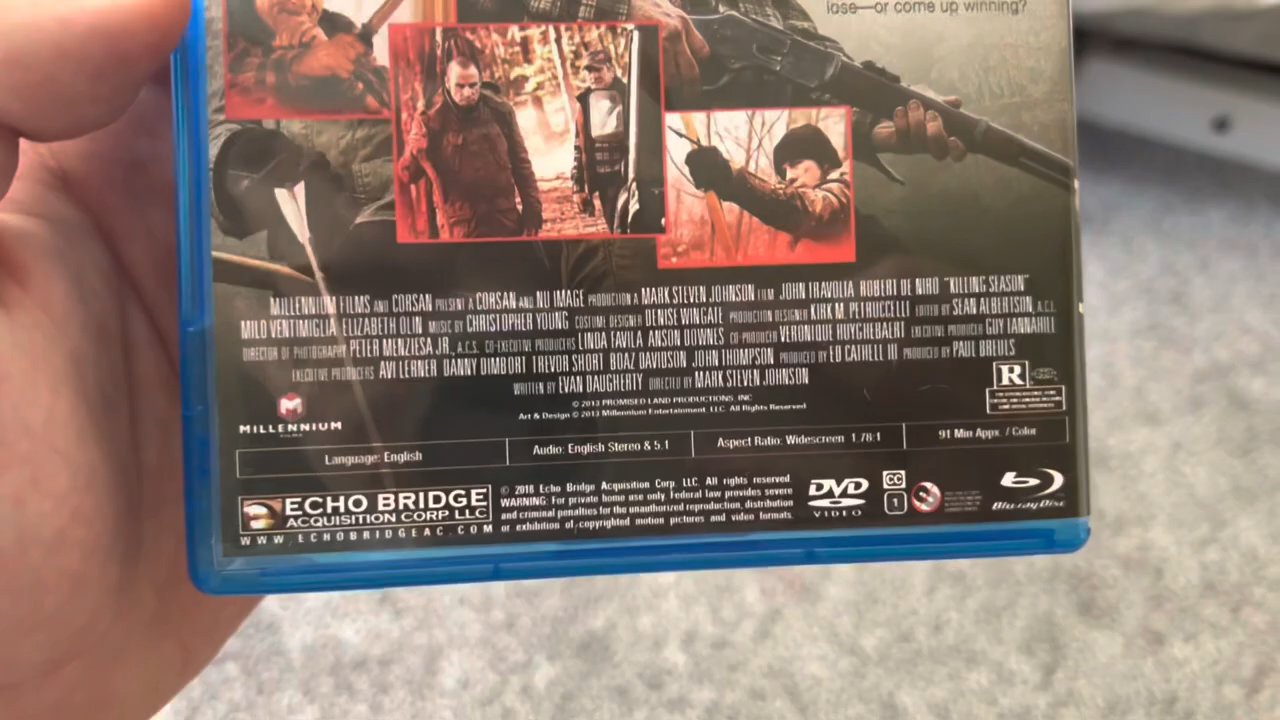 lose—or come up winning?
MILLENNIUM FILMS AND CORSAN PRESENT A CORSAN AND NU IMAGE PRODUCTION A MARK STEVEN JOHNSON FILM JOHN TRAVOLTA ROBERT DE NIRO "KILLING SEASON"
MILO VENTIMIGLIA ELIZABETH OLIN MUSIC BY CHRISTOPHER YOUNG COSTUME DESIGNER DENISE WINGATE PRODUCTION DESIGNER KIRK M. PETRUCCELLI EDITED BY SEAN ALBERTSON, A.C.E.
DIRECTOR OF PHOTOGRAPHY PETER MENZIES JR., A.C.S. CO-EXECUTIVE PRODUCERS LINDA FAVILA ANSON DOWNES CO-PRODUCER VERONIQUE HUYGHEBAERT EXECUTIVE PRODUCER GUY TANNAHILL
EXECUTIVE PRODUCERS AVI LERNER DANNY DIMBORT TREVOR SHORT BOAZ DAVIDSON JOHN THOMPSON PRODUCED BY ED CATHELL III PRODUCED BY PAUL BREULS
WRITTEN BY EVAN DAUGHERTY DIRECTED BY MARK STEVEN JOHNSON
© 2013 PROMISED LAND PRODUCTIONS, INC
Art & Design © 2013 Millennium Entertainment, LLC. All Rights Reserved
R
MILLENNIUM
FILMS
Language: English
Audio: English Stereo & 5.1
Aspect Ratio: Widescreen 1.78:1
91 Min Appx. / Color
ECHO BRIDGE
ACQUISITION CORP LLC
WWW.ECHOBRIDGEAC.COM
© 2018 Echo Bridge Acquisition Corp. LLC. All rights reserved.
WARNING: For private home use only. Federal law provides severe
and criminal penalties for the unauthorized reproduction, distribution
or exhibition of copyrighted motion pictures and video formats.
DVD
VIDEO
CC
1
Blu-ray Disc